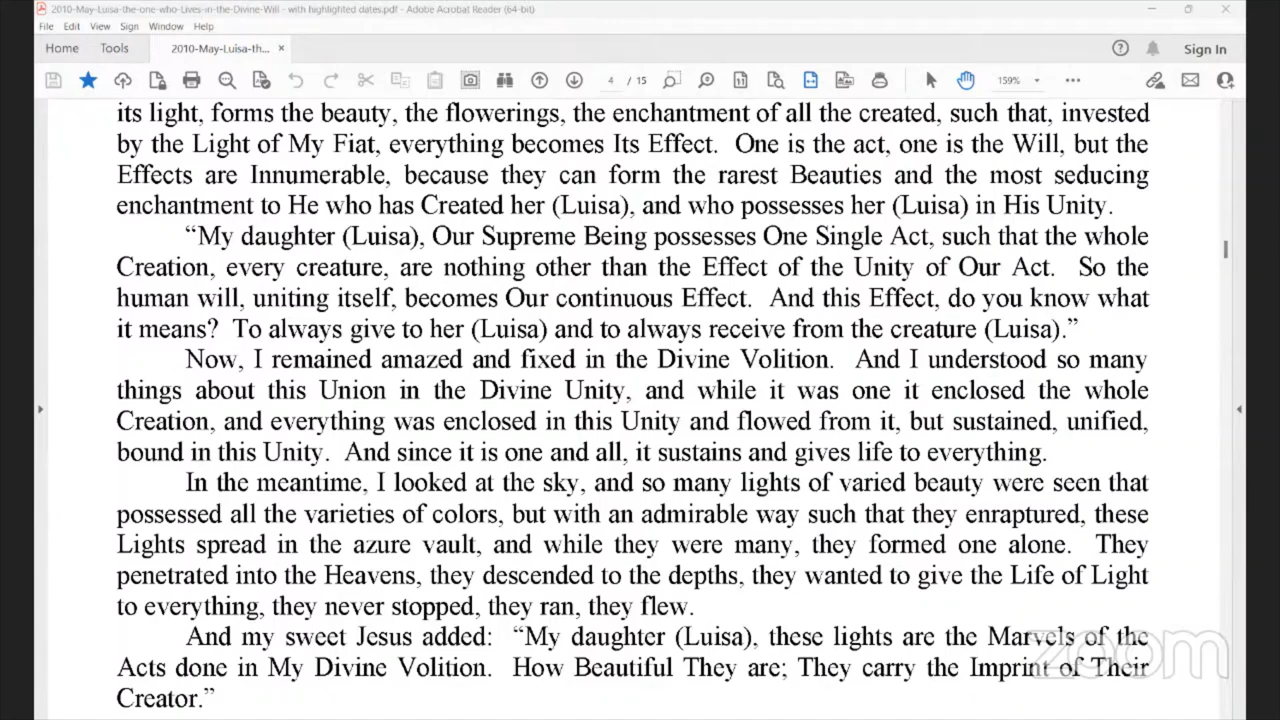 2010-May-Luisa-the-one-who-Lives-in-the-Divine-Will - with highlighted dates.pdf - Adobe Acrobat Reader (64-bit)
File Edit View Sign Window Help
Home Tools 2010-May-Luisa-th... × Sign In
4 / 15 159%
its light, forms the beauty, the flowerings, the enchantment of all the created, such that, invested
by the Light of My Fiat, everything becomes Its Effect. One is the act, one is the Will, but the
Effects are Innumerable, because they can form the rarest Beauties and the most seducing
enchantment to He who has Created her (Luisa), and who possesses her (Luisa) in His Unity.
“My daughter (Luisa), Our Supreme Being possesses One Single Act, such that the whole
Creation, every creature, are nothing other than the Effect of the Unity of Our Act. So the
human will, uniting itself, becomes Our continuous Effect. And this Effect, do you know what
it means? To always give to her (Luisa) and to always receive from the creature (Luisa).”
Now, I remained amazed and fixed in the Divine Volition. And I understood so many
things about this Union in the Divine Unity, and while it was one it enclosed the whole
Creation, and everything was enclosed in this Unity and flowed from it, but sustained, unified,
bound in this Unity. And since it is one and all, it sustains and gives life to everything.
In the meantime, I looked at the sky, and so many lights of varied beauty were seen that
possessed all the varieties of colors, but with an admirable way such that they enraptured, these
Lights spread in the azure vault, and while they were many, they formed one alone. They
penetrated into the Heavens, they descended to the depths, they wanted to give the Life of Light
to everything, they never stopped, they ran, they flew.
And my sweet Jesus added: “My daughter (Luisa), these lights are the Marvels of the
Acts done in My Divine Volition. How Beautiful They are; They carry the Imprint of Their
Creator.”
zoom